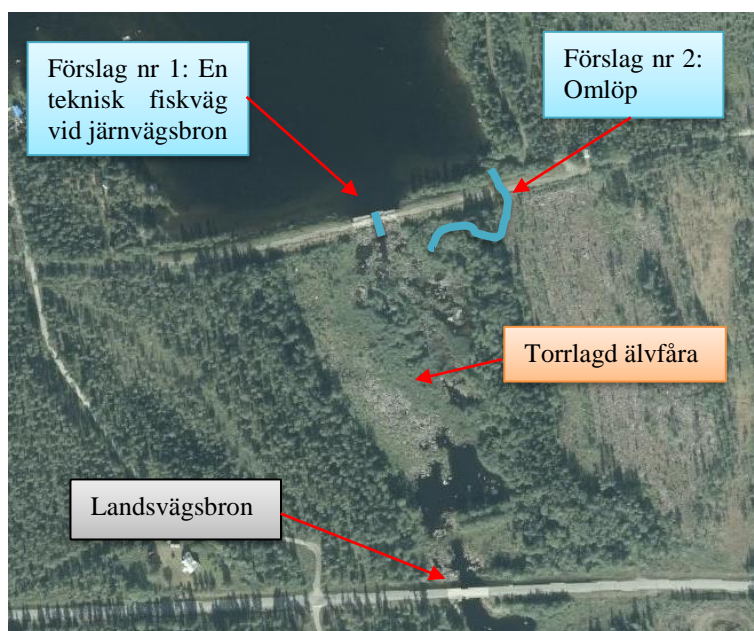 Förslag nr 1: En
teknisk fiskväg
vid järnvägsbron
Förslag nr 2:
Omlöp
Torrlagd älvfåra
Landsvägsbron